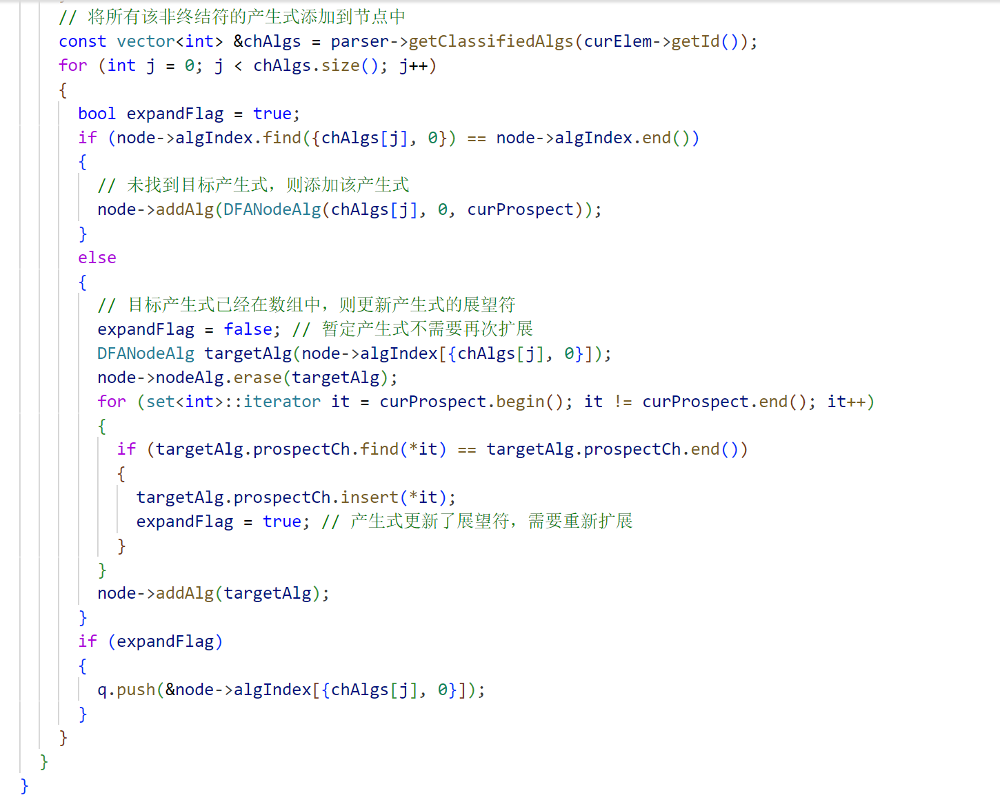 // 将所有该非终结符的产生式添加到节点中
const vector<int> &chAlgs = parser->getClassifiedAlgs(curElem->getId());
for (int j = 0; j < chAlgs.size(); j++)
{
bool expandFlag = true;
if (node->algIndex.find({chAlgs[j], 0}) == node->algIndex.end())
{
// 未找到目标产生式，则添加该产生式
node->addAlg(DFANodeAlg(chAlgs[j], 0, curProspect));
}
else
{
// 目标产生式已经在数组中，则更新产生式的展望符
expandFlag = false; // 暂定产生式不需要再次扩展
DFANodeAlg targetAlg(node->algIndex[{chAlgs[j], 0}]);
node->nodeAlg.erase(targetAlg);
for (set<int>::iterator it = curProspect.begin(); it != curProspect.end(); it++)
{
if (targetAlg.prospectCh.find(*it) == targetAlg.prospectCh.end())
{
targetAlg.prospectCh.insert(*it);
expandFlag = true; // 产生式更新了展望符，需要重新扩展
}
}
node->addAlg(targetAlg);
}
if (expandFlag)
{
q.push(&node->algIndex[{chAlgs[j], 0}]);
}
}
}
}